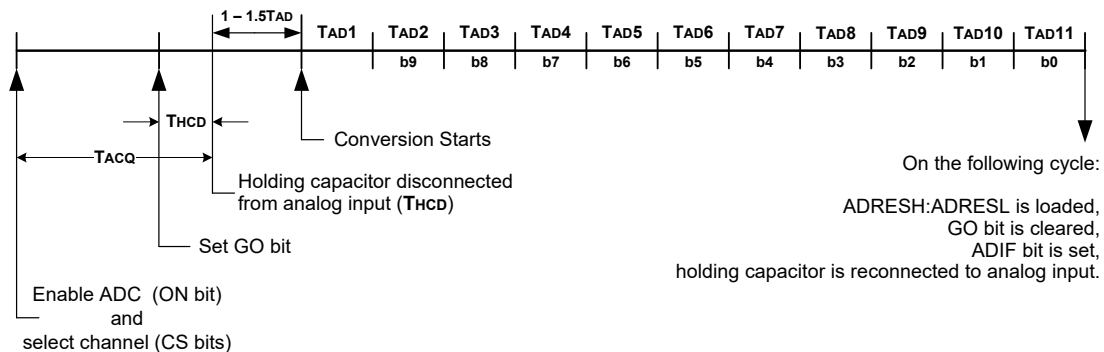 1 – 1.5TAD
TAD1 TAD2 TAD3 TAD4 TAD5 TAD6 TAD7 TAD8 TAD9 TAD10 TAD11
b9 b8 b7 b6 b5 b4 b3 b2 b1 b0
THCD
Conversion Starts
TACQ
On the following cycle:
Holding capacitor disconnected
from analog input (THCD)
ADRESH:ADRESL is loaded,
GO bit is cleared,
ADIF bit is set,
holding capacitor is reconnected to analog input.
Set GO bit
Enable ADC (ON bit)
and
select channel (CS bits)